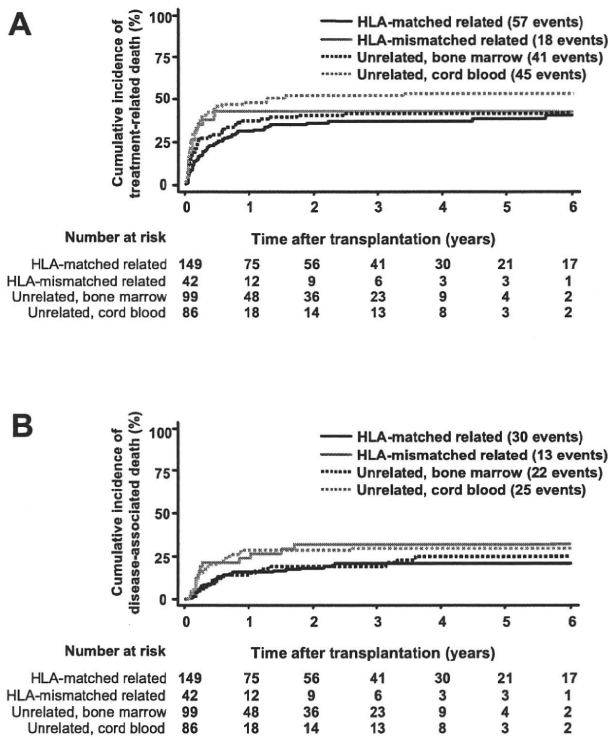 A
Cumulative incidence of
treatment-related death (%)
100
75
50
25
0
HLA-matched related (57 events)
HLA-mismatched related (18 events)
Unrelated, bone marrow (41 events)
Unrelated, cord blood (45 events)
0 1 2 3 4 5 6
Number at risk Time after transplantation (years)
HLA-matched related 149 75 56 41 30 21 17
HLA-mismatched related 42 12 9 6 3 3 1
Unrelated, bone marrow 99 48 36 23 9 4 2
Unrelated, cord blood 86 18 14 13 8 3 2
B
Cumulative incidence of
disease-associated death (%)
100
75
50
25
0
HLA-matched related (30 events)
HLA-mismatched related (13 events)
Unrelated, bone marrow (22 events)
Unrelated, cord blood (25 events)
0 1 2 3 4 5 6
Number at risk Time after transplantation (years)
HLA-matched related 149 75 56 41 30 21 17
HLA-mismatched related 42 12 9 6 3 3 1
Unrelated, bone marrow 99 48 36 23 9 4 2
Unrelated, cord blood 86 18 14 13 8 3 2